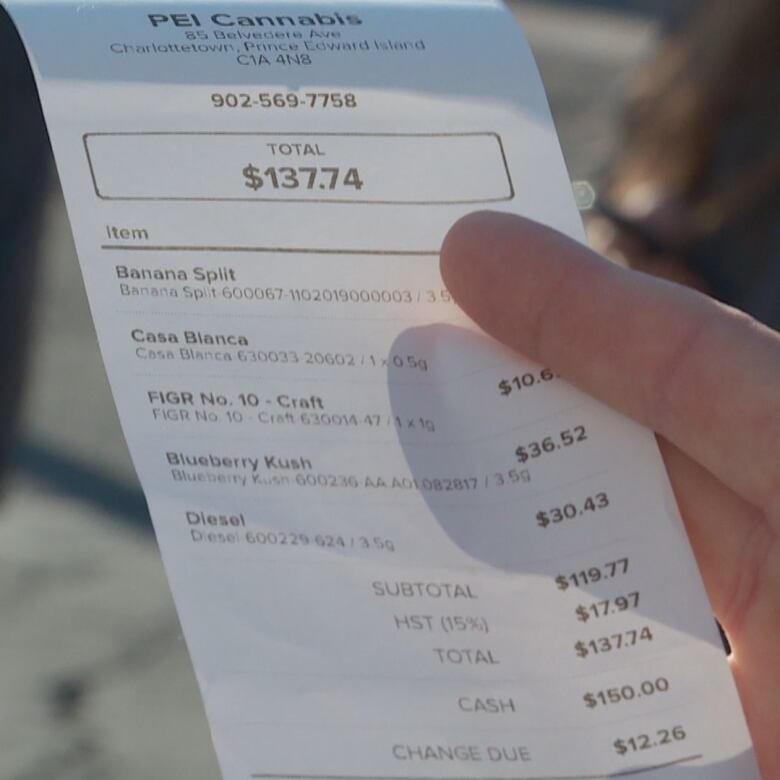 PEI Cannabis
85 Belvedere Ave
Charlottetown, Prince Edward Island
C1A 4N8
902-569-7758
TOTAL
$137.74
Item
Banana Split
Banana Split-600067-1102019000003 / 3.5
Casa Blanca
Casa Blanca-630033-20602 / 1 x 0.5g
FIGR No. 10 - Craft $10.6
FIGR No. 10 - Craft-630014-47 / 1 x 1g
Blueberry Kush $36.52
Blueberry Kush-600236-AA A01.082817 / 3.5g
Diesel $30.43
Diesel-600229-624 / 3.5g
SUBTOTAL $119.77
HST (15%) $17.97
TOTAL $137.74
CASH $150.00
CHANGE DUE $12.26